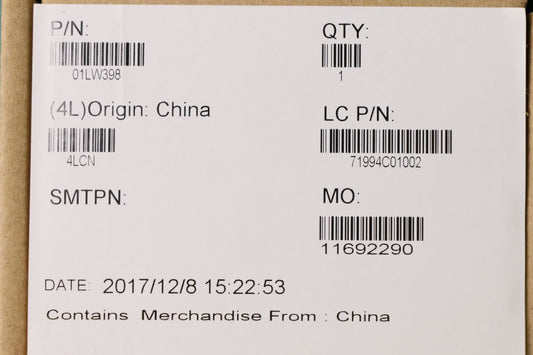 P/N:
QTY:
01LW398
1
(4L)Origin: China
LC P/N:
4LCN
71994C01002
SMTPN:
MO:
11692290
DATE: 2017/12/8 15:22:53
Contains Merchandise From : China